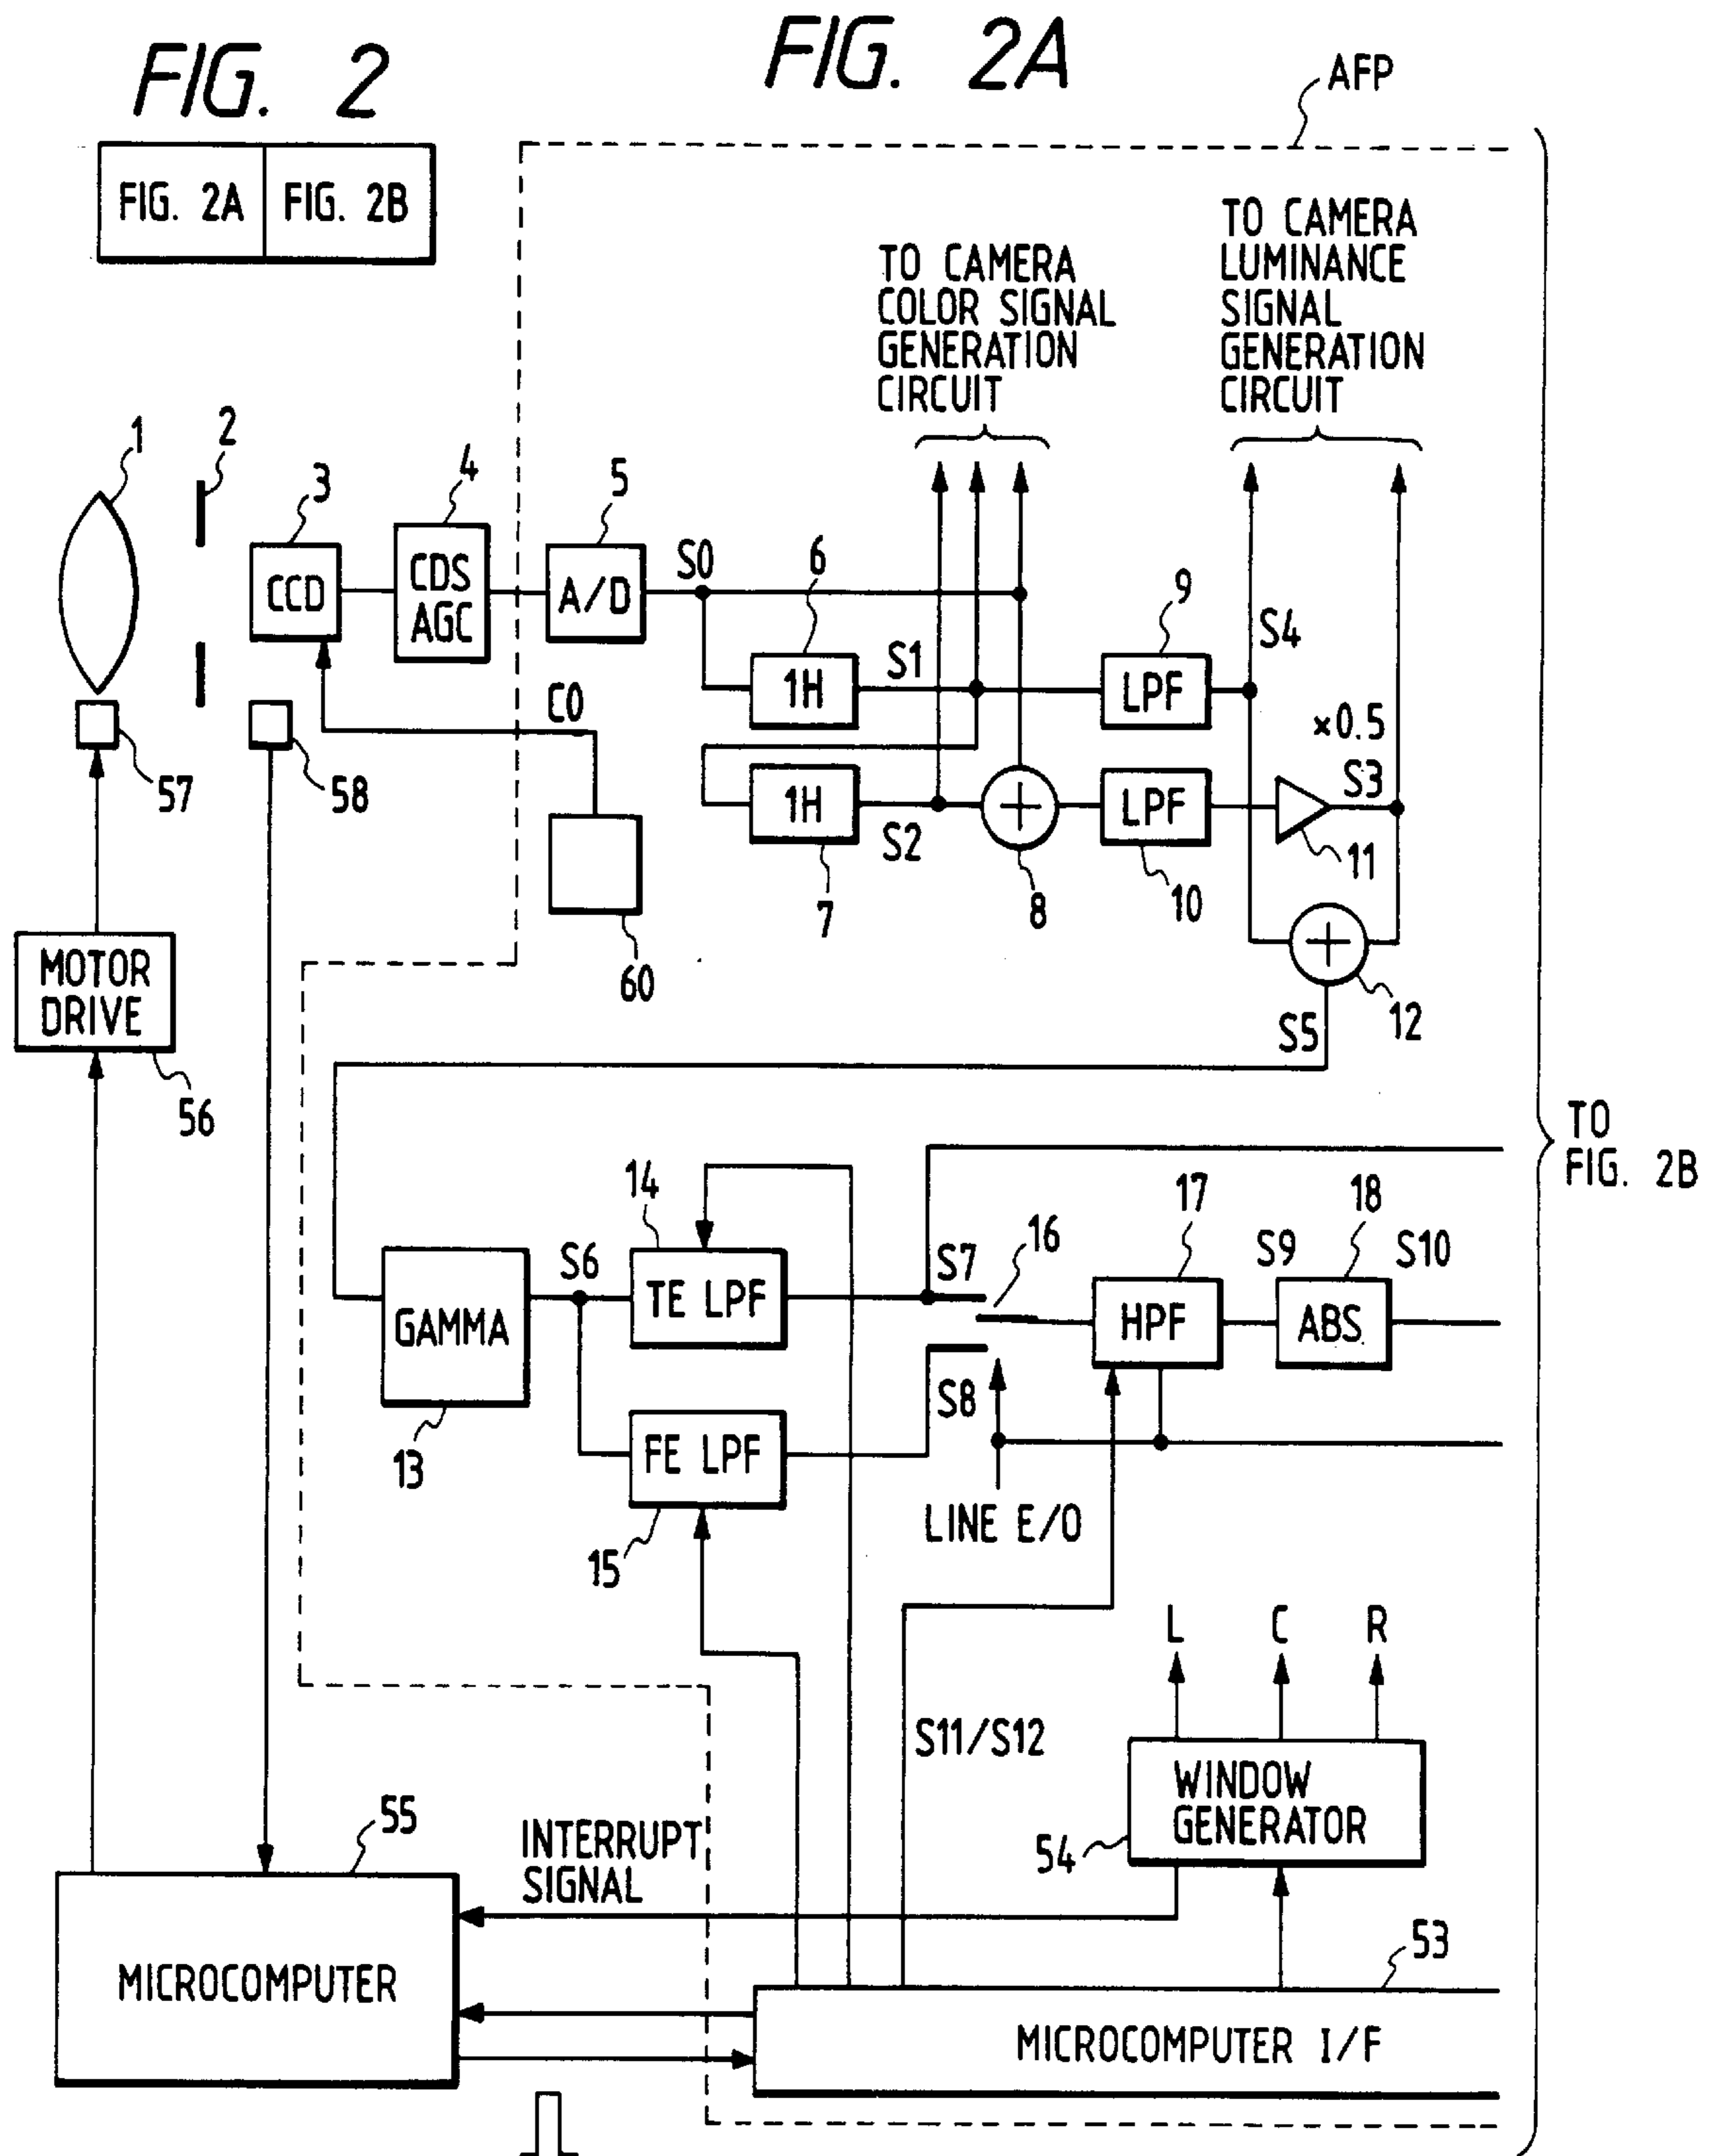 FIG. 2
FIG. 2A
AFP
FIG. 2A
FIG. 2B
TO CAMERA
COLOR SIGNAL
GENERATION
CIRCUIT
TO CAMERA
LUMINANCE
SIGNAL
GENERATION
CIRCUIT
1
2
3
4
5
CCD
CDS
AGC
A/D
S0
6
1H
S1
9
LPF
S4
×0.5
57
58
C0
1H
7
S2
+
8
LPF
10
S3
11
60
MOTOR
DRIVE
56
+
12
S5
TO
FIG. 2B
14
16
17
18
S6
S7
S9
S10
GAMMA
13
TE LPF
HPF
ABS
S8
FE LPF
15
LINE E/O
L
C
R
S11/S12
WINDOW
GENERATOR
54
55
INTERRUPT
SIGNAL
MICROCOMPUTER
53
MICROCOMPUTER I/F